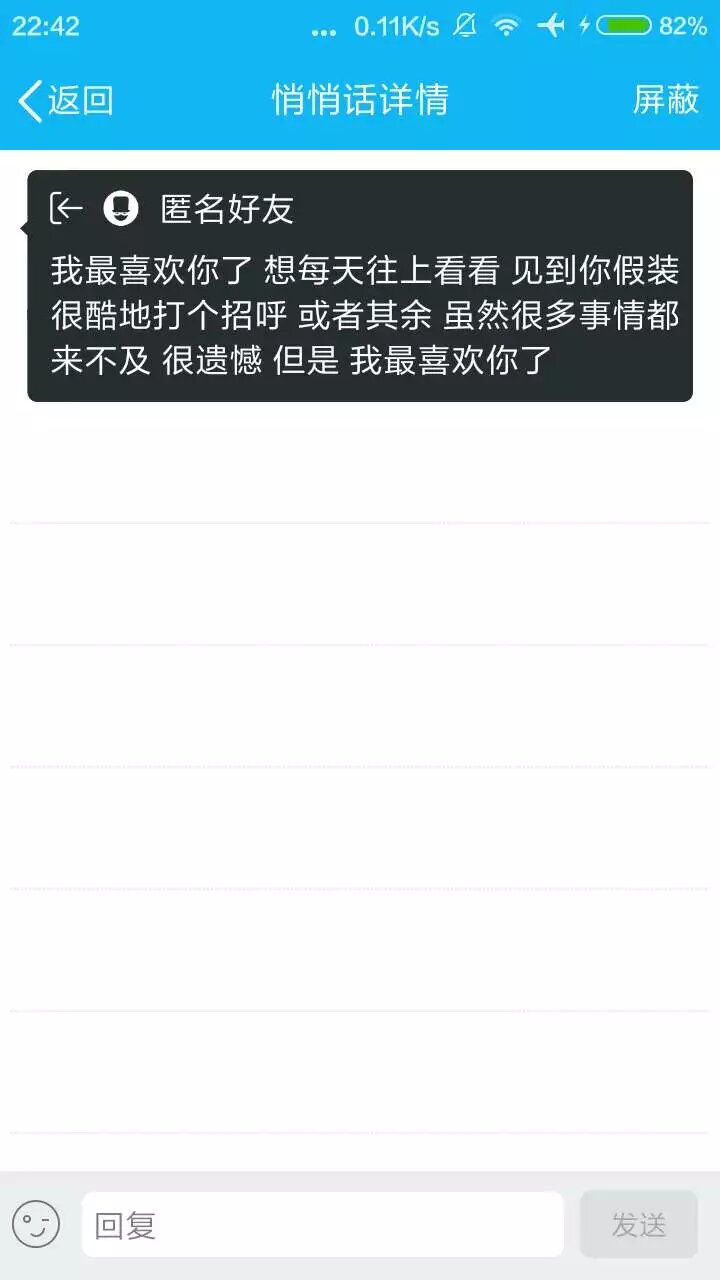 22:42 ... 0.11K/s 82%
返回 悄悄话详情 屏蔽
匿名好友
我最喜欢你了 想每天往上看看 见到你假装
很酷地打个招呼 或者其余 虽然很多事情都
来不及 很遗憾 但是 我最喜欢你了
回复 发送